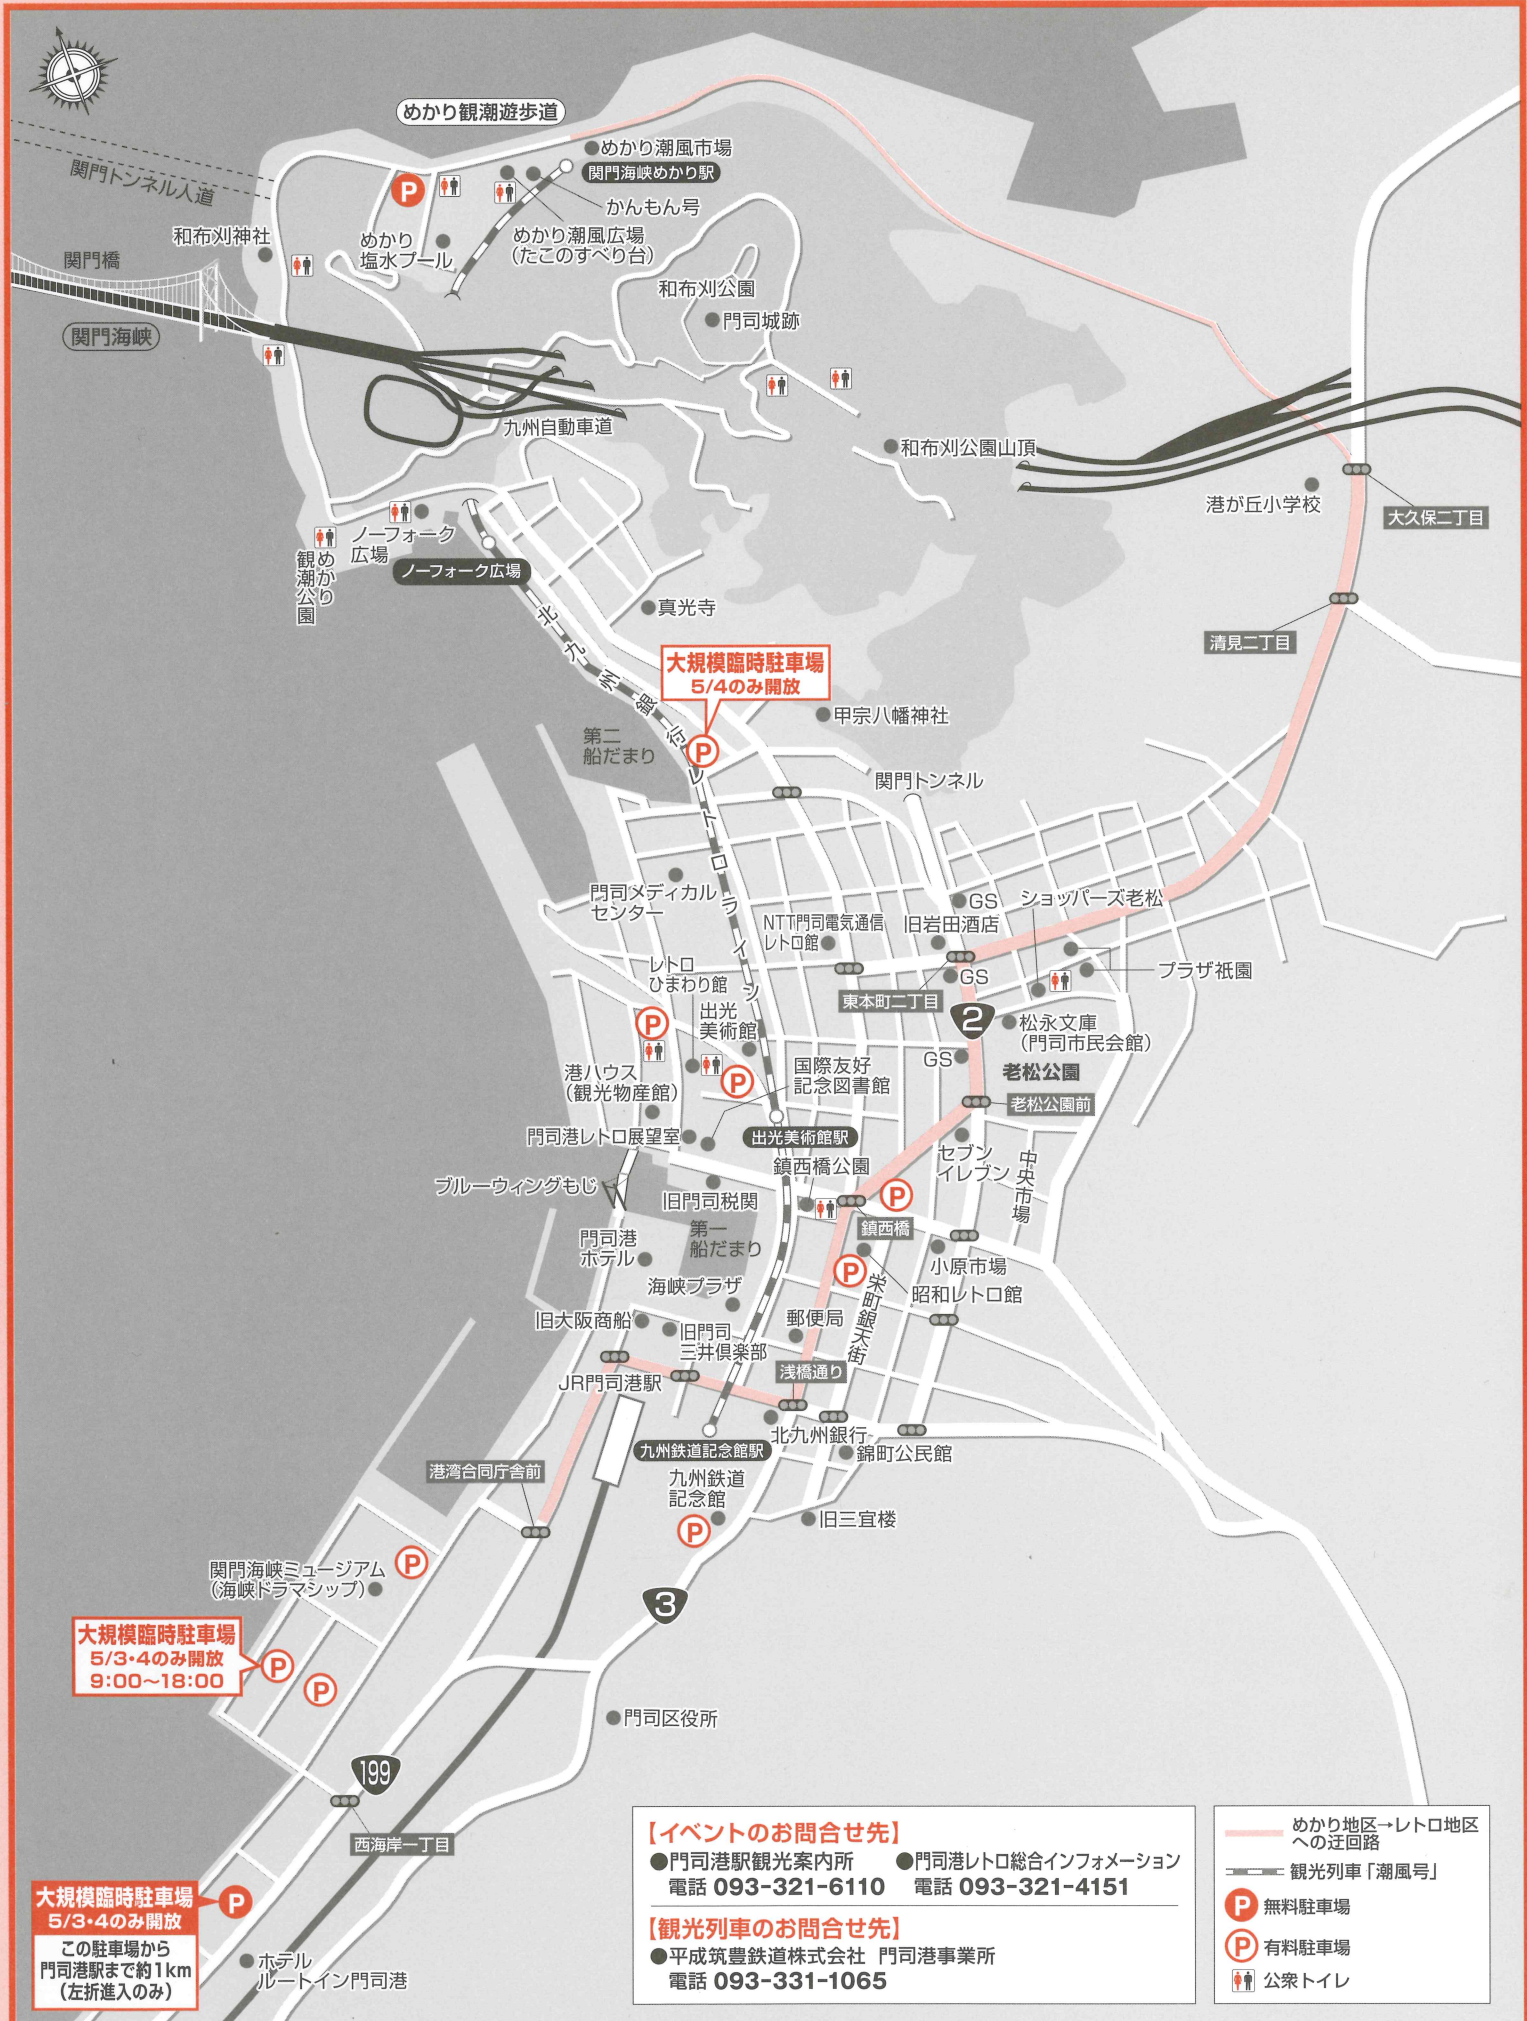 めかり観潮遊歩道
めかり潮風市場
関門海峡めかり駅
関門トンネル人道
P
かんもん号
和布刈神社
めかり
塩水プール
めかり潮風広場
(たこのすべり台)
関門橋
和布刈公園
関門海峡
門司城跡
九州自動車道
和布刈公園山頂
港が丘小学校
大久保二丁目
ノーフォーク
広場
めかり
観潮公園
ノーフォーク広場
真光寺
清見二丁目
北九州銀行レトロライン
大規模臨時駐車場
5/4のみ開放
P
甲宗八幡神社
第二
船だまり
関門トンネル
門司メディカル
センター
GS
ショッパーズ老松
NTT門司電気通信
レトロ館
旧岩田酒店
レトロ
ひまわり館
GS
プラザ祇園
東本町二丁目
出光
美術館
P
2
松永文庫
(門司市民会館)
GS
老松公園
港ハウス
(観光物産館)
P
国際友好
記念図書館
老松公園前
門司港レトロ展望室
出光美術館駅
セブン
イレブン
中央市場
鎮西橋公園
ブルーウィングもじ
旧門司税関
P
鎮西橋
第一
船だまり
門司港
ホテル
小原市場
P
海峡プラザ
昭和レトロ館
栄町銀天街
旧大阪商船
郵便局
旧門司
三井倶楽部
浅橋通り
JR門司港駅
北九州銀行
九州鉄道記念館駅
錦町公民館
港湾合同庁舎前
九州鉄道
記念館
P
旧三宜楼
関門海峡ミュージアム
(海峡ドラマシップ)
P
3
大規模臨時駐車場
5/3・4のみ開放
9:00〜18:00
P
P
門司区役所
199
西海岸一丁目
大規模臨時駐車場
5/3・4のみ開放
この駐車場から
門司港駅まで約1km
(左折進入のみ)
P
ホテル
ルートイン門司港
【イベントのお問合せ先】
●門司港駅観光案内所 ●門司港レトロ総合インフォメーション
電話 093-321-6110 電話 093-321-4151
【観光列車のお問合せ先】
●平成筑豊鉄道株式会社 門司港事業所
電話 093-331-1065
めかり地区→レトロ地区
への迂回路
観光列車「潮風号」
P 無料駐車場
P 有料駐車場
公衆トイレ